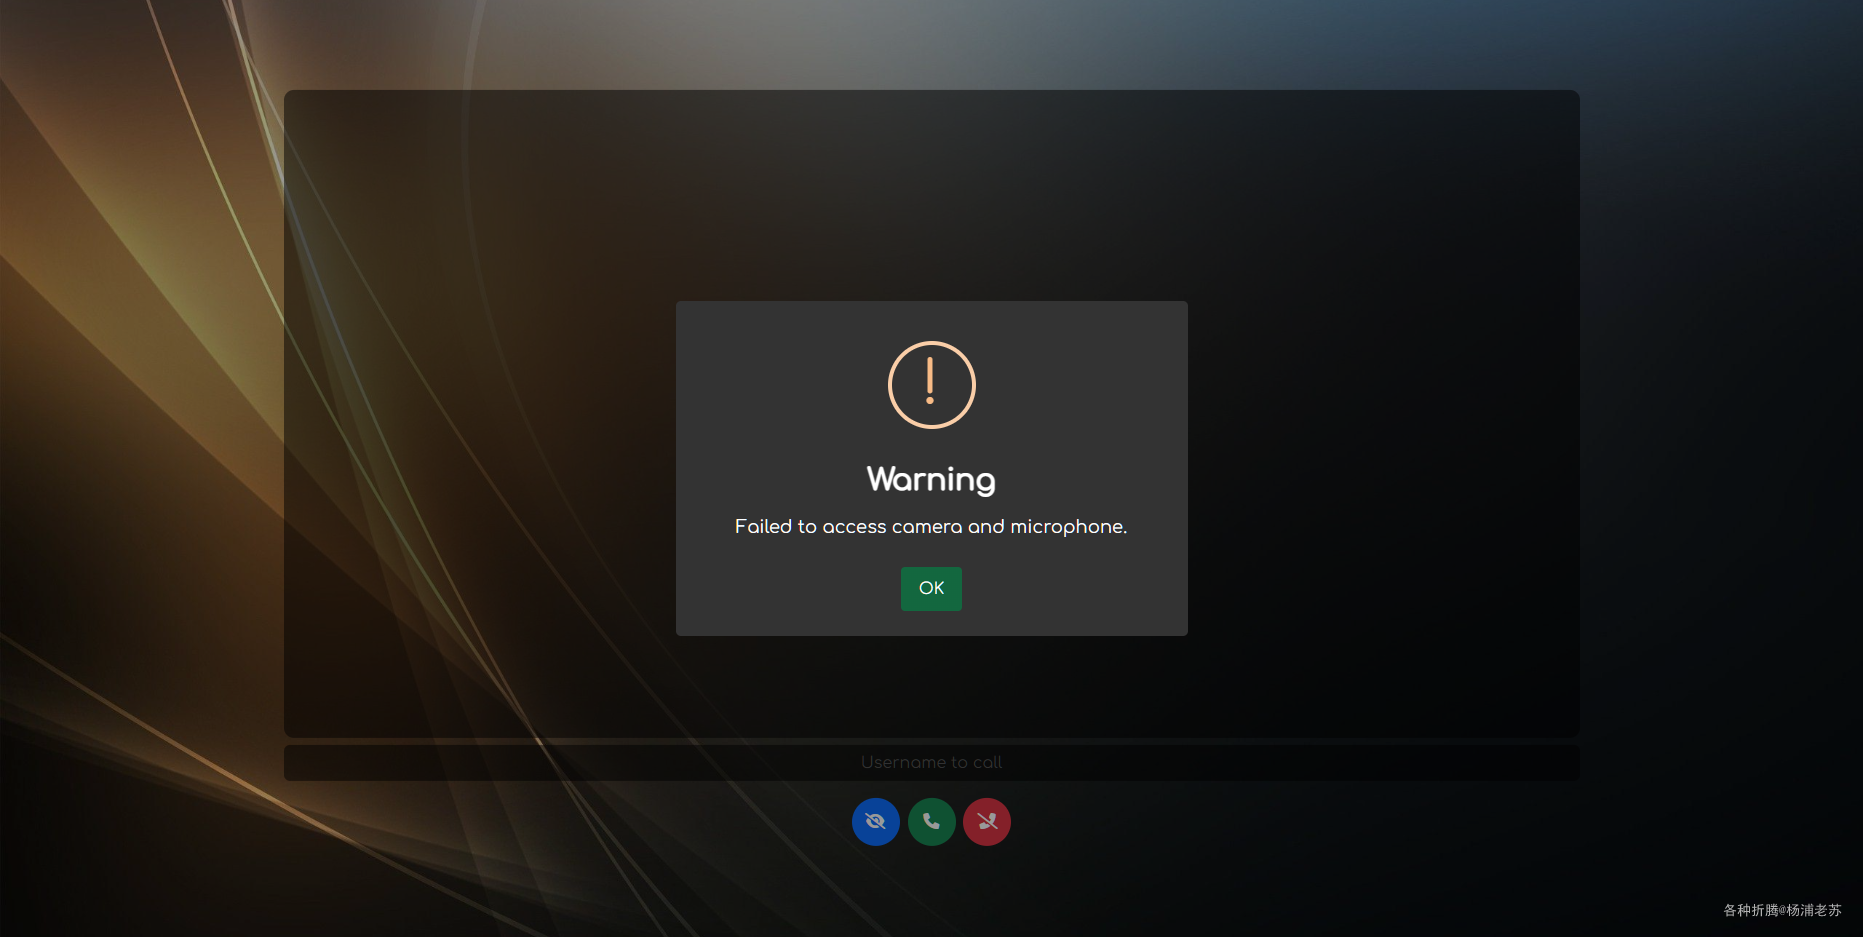 Warning
Failed to access camera and microphone.
OK
Username to call
各种折腾@杨浦老苏